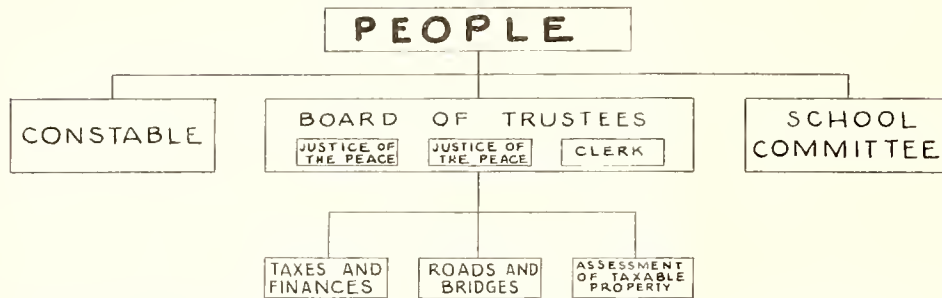 PEOPLE
CONSTABLE
BOARD OF TRUSTEES
JUSTICE OF
THE PEACE
JUSTICE OF
THE PEACE
CLERK
SCHOOL
COMMITTEE
TAXES AND
FINANCES
ROADS AND
BRIDGES
ASSESSMENT
OF TAXABLE
PROPERTY